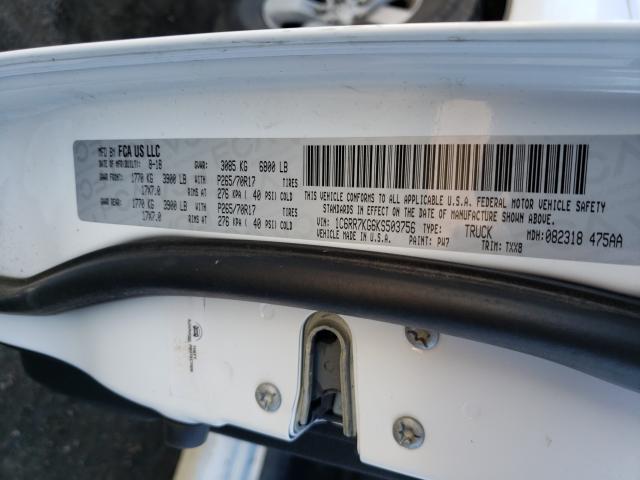 MFD BY FCA US LLC
DATE OF MFR 8-18 GVWR: 3085 KG 6800 LB
GAWR FRONT: 1770 KG 3900 LB WITH P265/70R17 TIRES
17X7.0 RIMS AT 276 KPA ( 40 PSI) COLD
GAWR REAR: 1770 KG 3900 LB WITH P265/70R17 TIRES
17X7.0 RIMS AT 276 KPA ( 40 PSI) COLD
THIS VEHICLE CONFORMS TO ALL APPLICABLE U.S.A. FEDERAL MOTOR VEHICLE SAFETY
STANDARDS IN EFFECT ON THE DATE OF MANUFACTURE SHOWN ABOVE.
VIN: 1C6RR7KG6KS503756 TYPE: TRUCK MDH: 082318 475AA
MADE IN U.S.A. PAINT: PW7 TRIM: TXX8